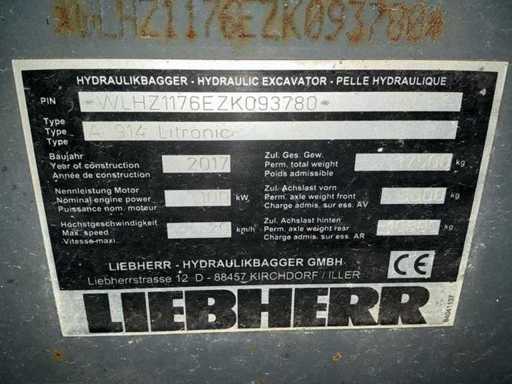 *WLHZ1176EZK093780*
HYDRAULIKBAGGER - HYDRAULIC EXCAVATOR - PELLE HYDRAULIQUE
PIN *WLHZ1176EZK093780*
Type
Type A 914 Litronic
Type
Baujahr
Year of construction 2017
Année de construction
Nennleistung Motor
Nominal engine power kW
Puissance nom. moteur
Höchstgeschwindigkeit
Max. speed 20 km/h
Vitesse maxi.
Zul. Ges. Gew.
Perm. total weight kg
Poids admissible
Zul. Achslast vorn
Perm. axle weight front kg
Charge admis. sur ess. AV
Zul. Achslast hinten
Perm. axle weight rear kg
Charge admis. sur ess. AR
LIEBHERR - HYDRAULIKBAGGER GMBH
Liebherrstrasse 12 D - 88457 KIRCHDORF / ILLER
CE
LIEBHERR